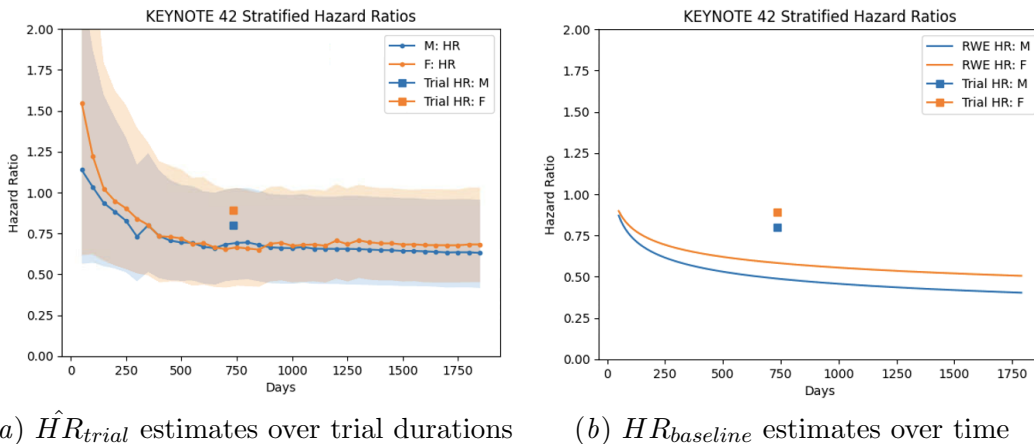 KEYNOTE 42 Stratified Hazard Ratios
2.00
1.75
1.50
1.25
1.00
0.75
0.50
0.25
0.00
Hazard Ratio
M: HR
F: HR
Trial HR: M
Trial HR: F
0 250 500 750 1000 1250 1500 1750
Days
KEYNOTE 42 Stratified Hazard Ratios
2.00
1.75
1.50
1.25
1.00
0.75
0.50
0.25
0.00
Hazard Ratio
RWE HR: M
RWE HR: F
Trial HR: M
Trial HR: F
0 250 500 750 1000 1250 1500 1750
Days
a) ĤR_{trial} estimates over trial durations
(b) HR_{baseline} estimates over time